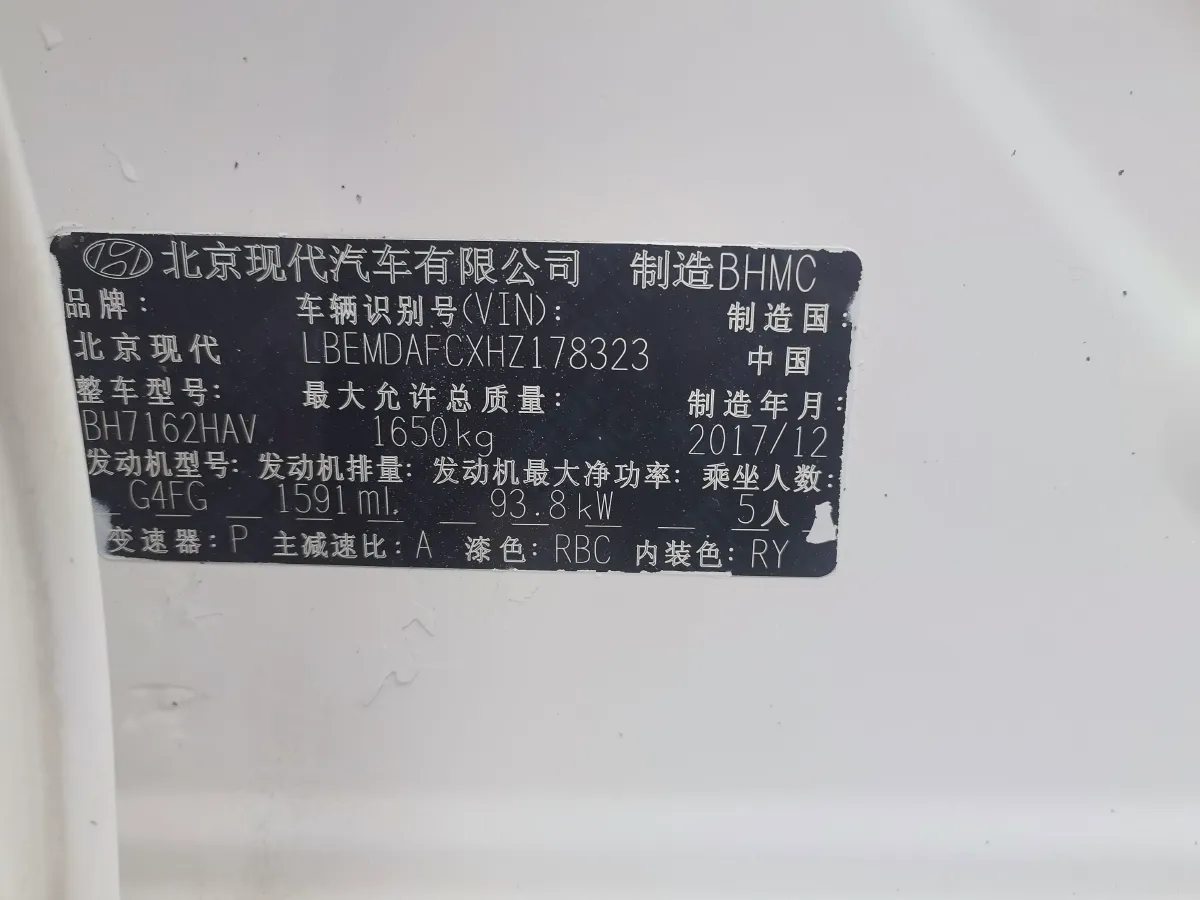 北京现代汽车有限公司 制造BHMC
品牌: 车辆识别号(VIN): 制造国:
北京现代 LBEMDAFCXHZ178323 中国
整车型号: 最大允许总质量: 制造年月:
BH7162HAV 1650kg 2017/12
发动机型号: 发动机排量: 发动机最大净功率: 乘坐人数:
G4FG 1591mL 93.8kW 5人
变速器: P 主减速比: A 漆色: RBC 内装色: RY